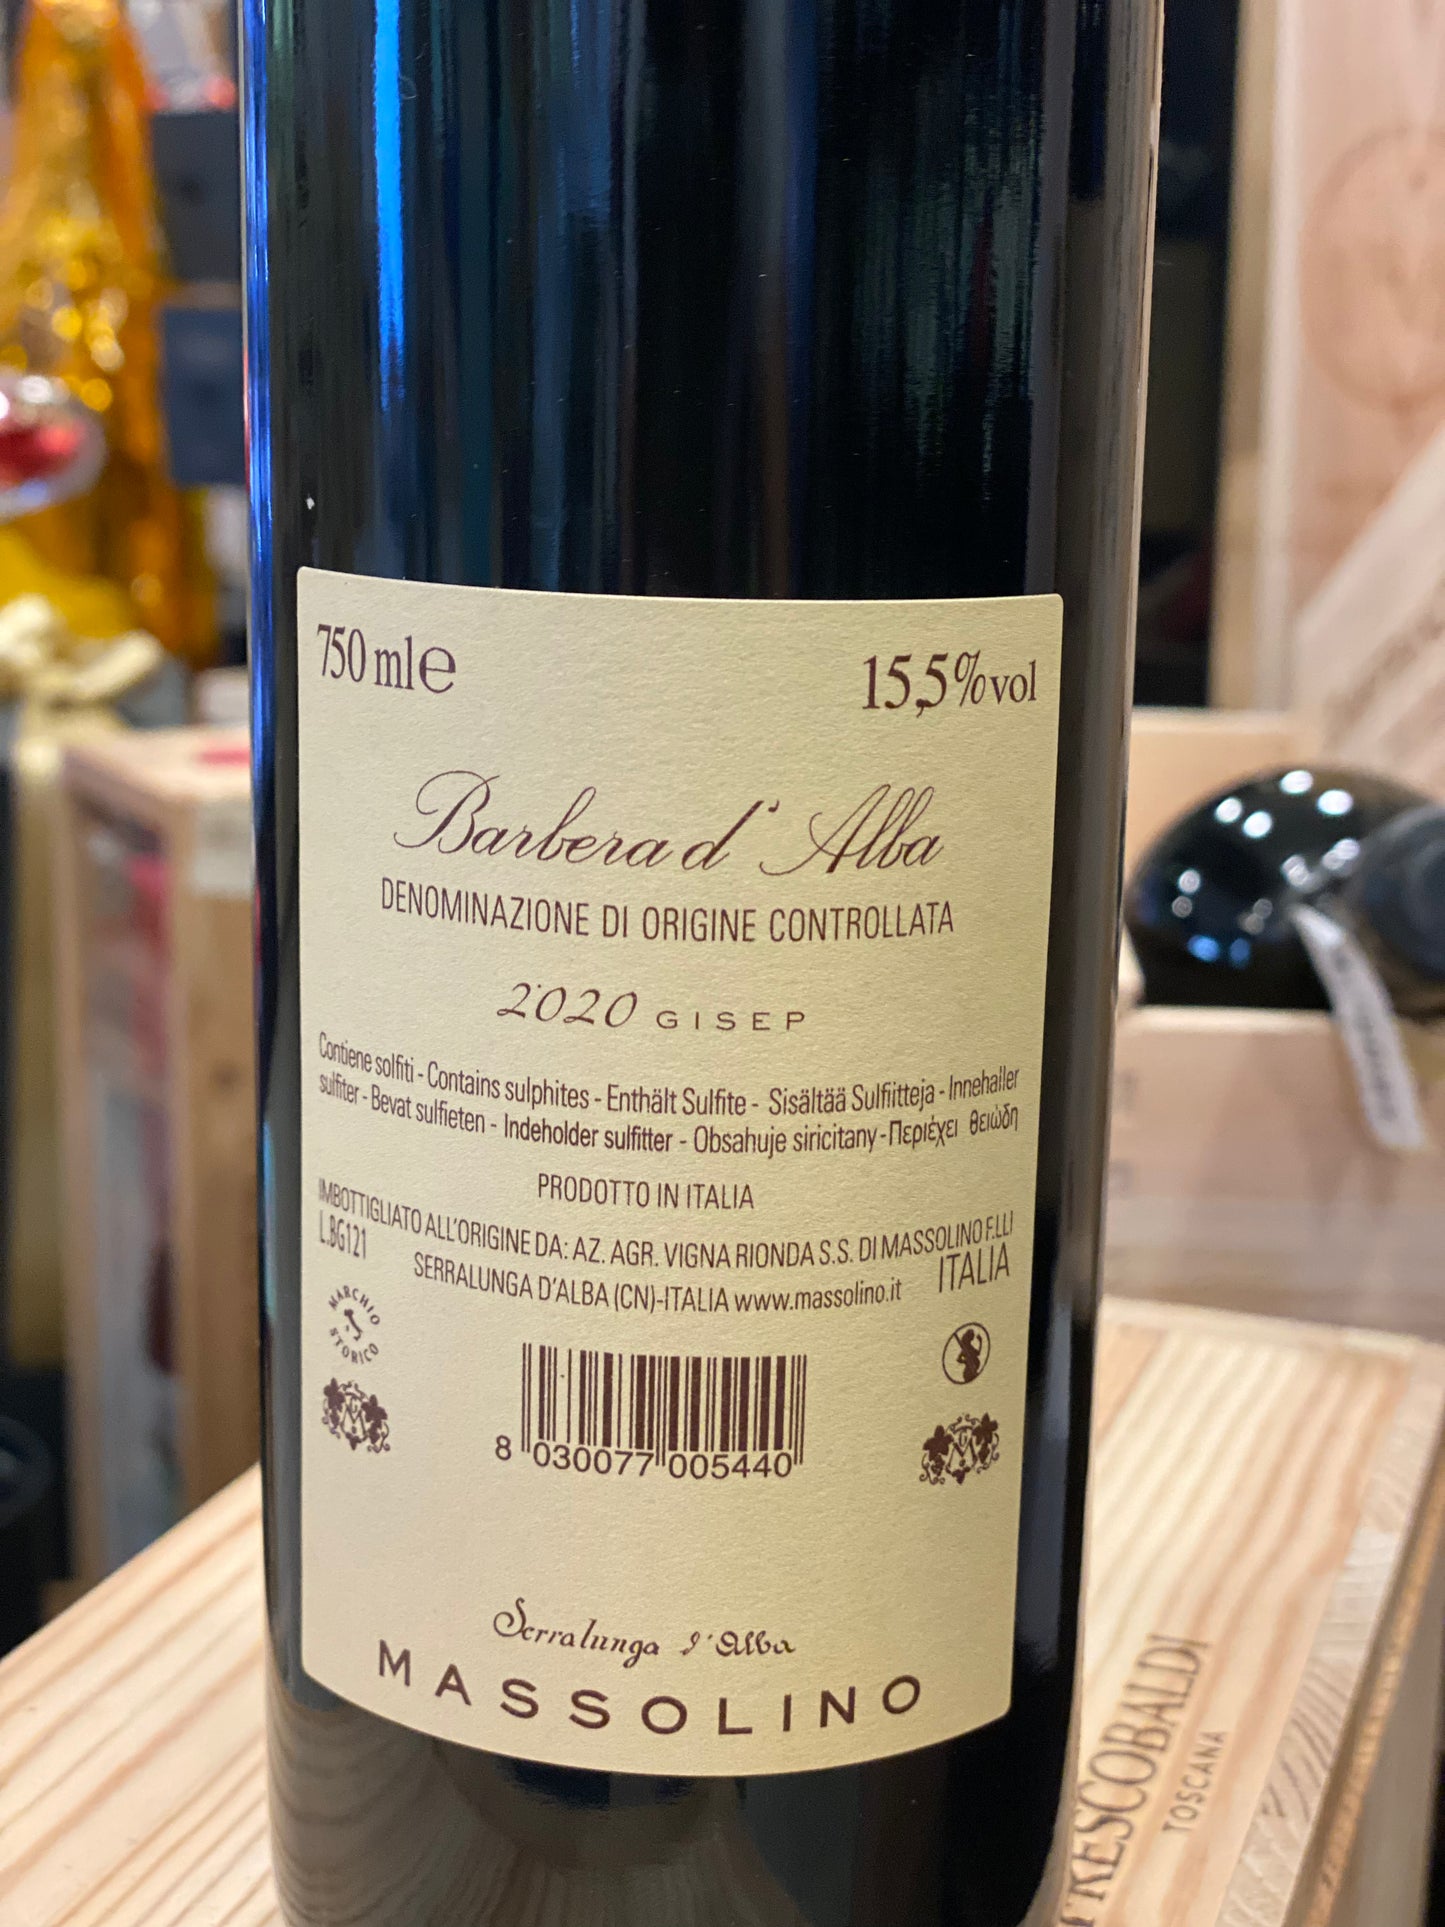 750 ml e
15,5% vol
Barbera d'Alba
DENOMINAZIONE DI ORIGINE CONTROLLATA
2020 GISEP
Contiene solfiti - Contains sulphites - Enthält Sulfite - Sisältää Sulfiitteja - Innehaller
sulfiter - Bevat sulfieten - Indeholder sulfitter - Obsahuje siricitany - Περιέχει θειώδη
PRODOTTO IN ITALIA
IMBOTTIGLIATO ALL'ORIGINE DA: AZ. AGR. VIGNA RIONDA S.S. DI MASSOLINO F.LLI
L.BG121
SERRALUNGA D'ALBA (CN)-ITALIA www.massolino.it
ITALIA
MARCHIO
STORICO
8 030077 005440
Serralunga d'Alba
MASSOLINO
FRESCOBALDI
TOSCANA